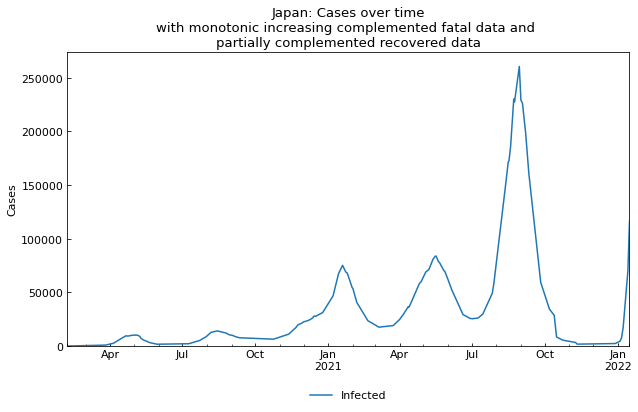 Japan: Cases over time
with monotonic increasing complemented fatal data and
partially complemented recovered data
Cases
250000
200000
150000
100000
50000
0
Apr
Jul
Oct
Jan
2021
Apr
Jul
Oct
Jan
2022
Infected